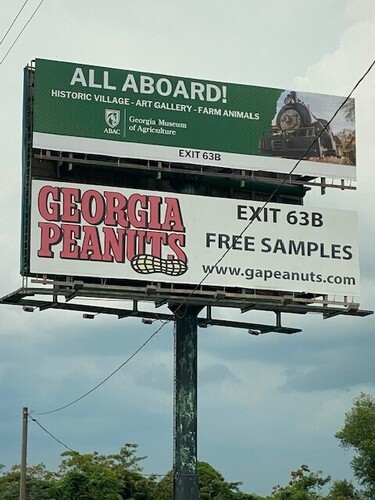 ALL ABOARD!
HISTORIC VILLAGE - ART GALLERY - FARM ANIMALS
ABAC
Georgia Museum
of Agriculture
EXIT 63B
GEORGIA
PEANUTS
EXIT 63B
FREE SAMPLES
www.gapeanuts.com